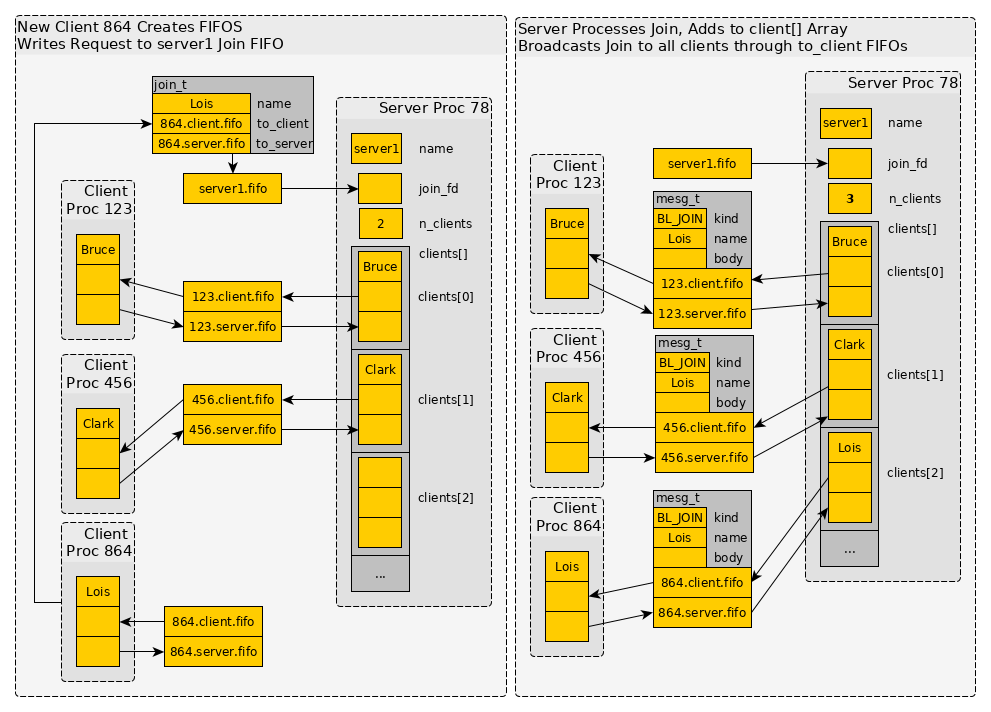 New Client 864 Creates FIFOS
Writes Request to server1 Join FIFO
join_t
Lois name
864.client.fifo to_client
864.server.fifo to_server
server1.fifo
Server Proc 78
server1 name
join_fd
2 n_clients
clients[]
Bruce
clients[0]
Clark
clients[1]
clients[2]
...
Client
Proc 123
Bruce
123.client.fifo
123.server.fifo
Client
Proc 456
Clark
456.client.fifo
456.server.fifo
Client
Proc 864
Lois
864.client.fifo
864.server.fifo
Server Processes Join, Adds to client[] Array
Broadcasts Join to all clients through to_client FIFOs
Server Proc 78
server1 name
join_fd
3 n_clients
clients[]
Bruce
clients[0]
Clark
clients[1]
Lois
clients[2]
...
server1.fifo
Client
Proc 123
Bruce
mesg_t
BL_JOIN kind
Lois name
body
123.client.fifo
123.server.fifo
Client
Proc 456
Clark
mesg_t
BL_JOIN kind
Lois name
body
456.client.fifo
456.server.fifo
Client
Proc 864
Lois
mesg_t
BL_JOIN kind
Lois name
body
864.client.fifo
864.server.fifo